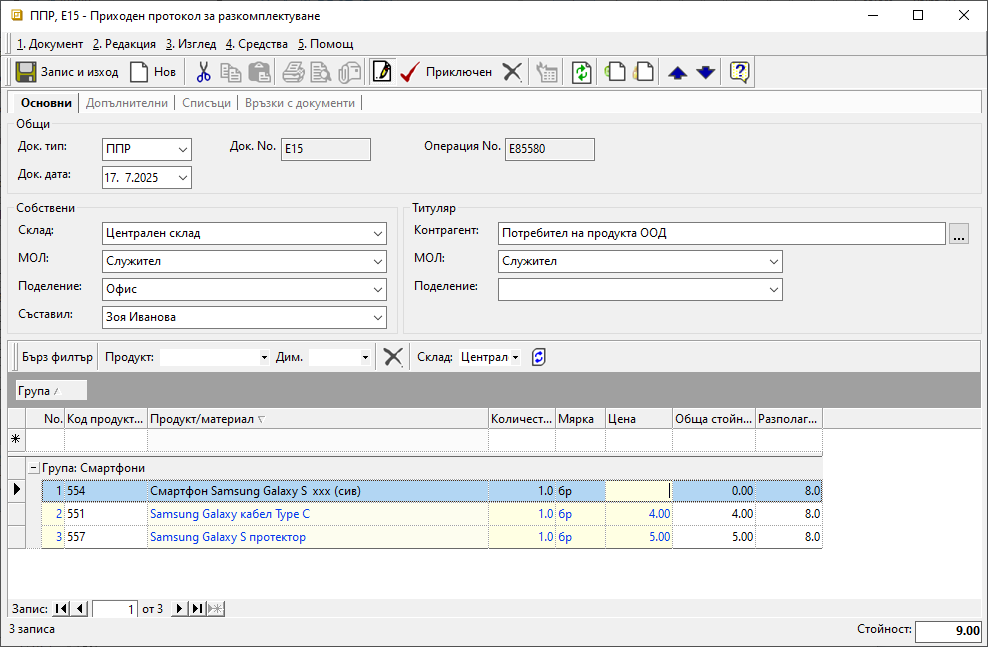 ППР, E15 - Приходен протокол за разкомплектуване
1. Документ 2. Редакция 3. Изглед 4. Средства 5. Помощ
Запис и изход Нов Приключен
Основни Допълнителни Списъци Връзки с документи
Общи
Док. тип: ППР Док. No. E15 Операция No. E85580
Док. дата: 17. 7.2025
Собствени Титуляр
Склад: Централен склад Контрагент: Потребител на продукта ООД ...
МОЛ: Служител МОЛ: Служител
Поделение: Офис Поделение:
Съставил: Зоя Иванова
Бърз филтър Продукт: Дим. Склад: Централ
Група
No. Код продукт... Продукт/материал Количест... Мярка Цена Обща стойн... Разполаг...
Група: Смартфони
1 554 Смартфон Samsung Galaxy S xxx (сив) 1.0 бр 0.00 8.0
2 551 Samsung Galaxy кабел Type C 1.0 бр 4.00 4.00 8.0
3 557 Samsung Galaxy S протектор 1.0 бр 5.00 5.00 8.0
Запис: 1 от 3
3 записа Стойност: 9.00